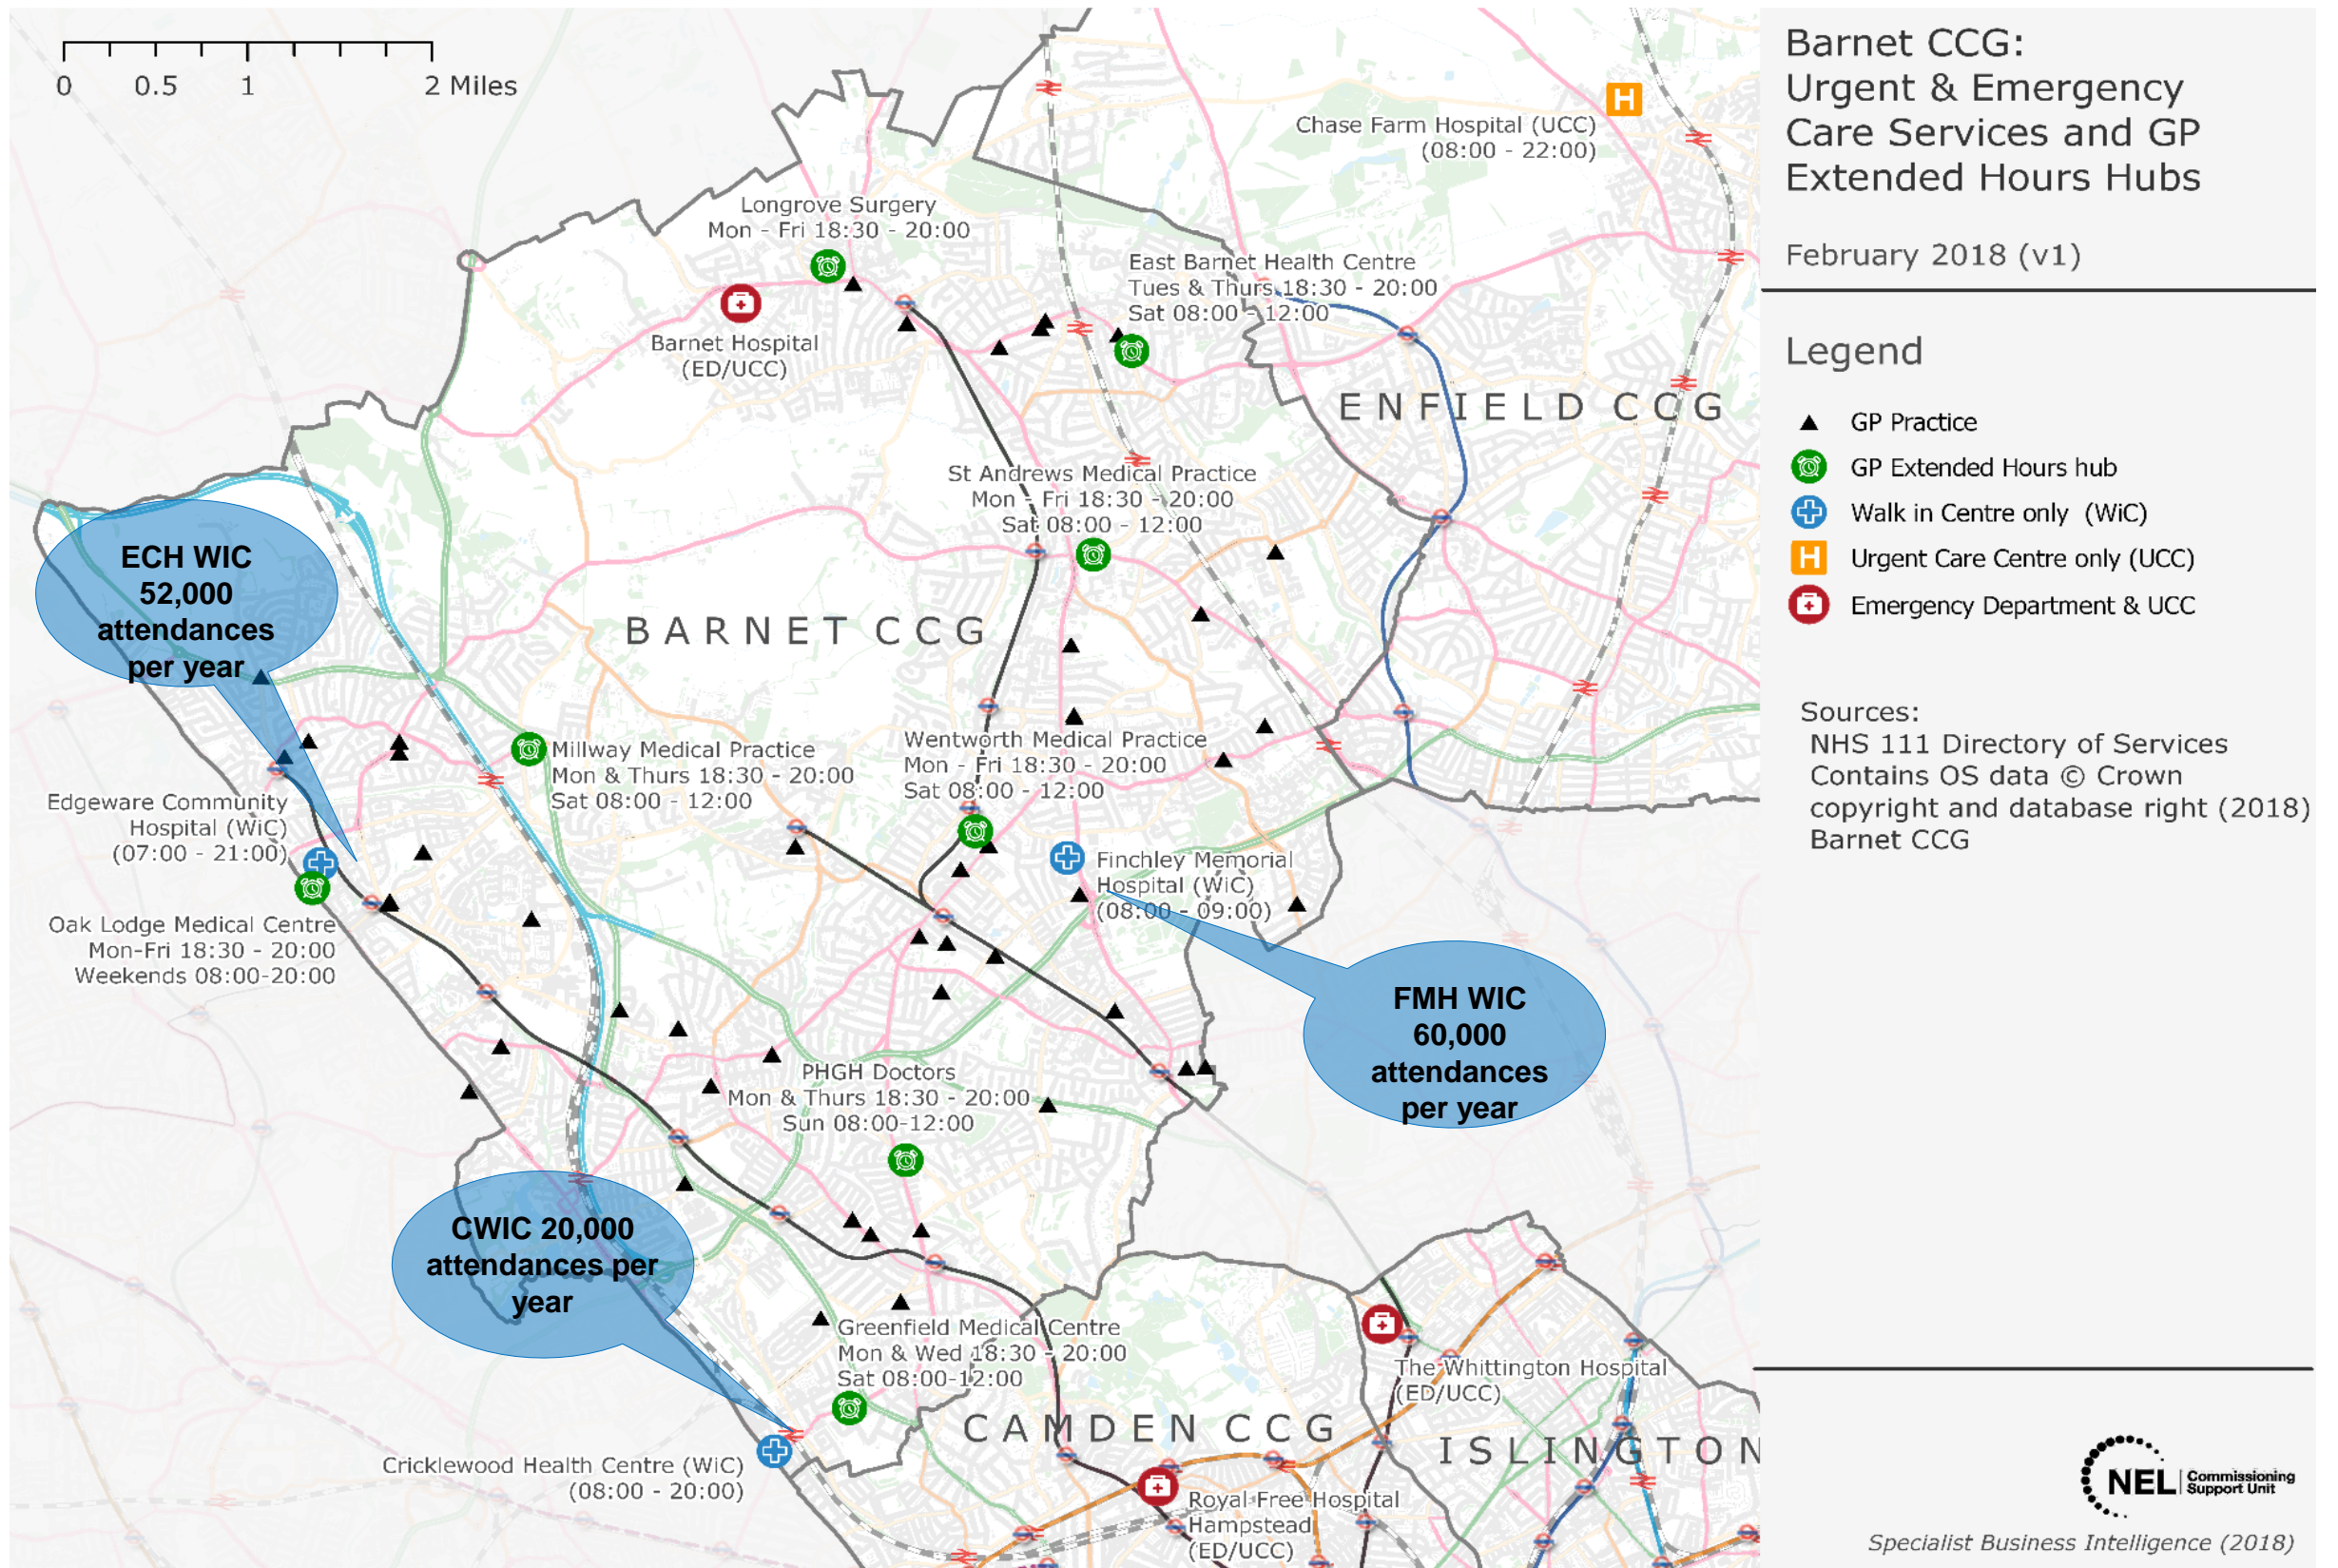 0 0.5 1 2 Miles
Barnet CCG:
Urgent & Emergency
Care Services and GP
Extended Hours Hubs
February 2018 (v1)
Legend
GP Practice
GP Extended Hours hub
Walk in Centre only (WiC)
Urgent Care Centre only (UCC)
Emergency Department & UCC
Sources:
NHS 111 Directory of Services
Contains OS data © Crown
copyright and database right (2018)
Barnet CCG
Chase Farm Hospital (UCC)
(08:00 - 22:00)
Longrove Surgery
Mon - Fri 18:30 - 20:00
East Barnet Health Centre
Tues & Thurs 18:30 - 20:00
Sat 08:00 - 12:00
Barnet Hospital
(ED/UCC)
ENFIELD CCG
St Andrews Medical Practice
Mon - Fri 18:30 - 20:00
Sat 08:00 - 12:00
ECH WIC
52,000
attendances
per year
BARNET CCG
Millway Medical Practice
Mon & Thurs 18:30 - 20:00
Sat 08:00 - 12:00
Wentworth Medical Practice
Mon - Fri 18:30 - 20:00
Sat 08:00 - 12:00
Edgeware Community
Hospital (WiC)
(07:00 - 21:00)
Finchley Memorial
Hospital (WiC)
(08:00 - 09:00)
Oak Lodge Medical Centre
Mon-Fri 18:30 - 20:00
Weekends 08:00-20:00
FMH WIC
60,000
attendances
per year
PHGH Doctors
Mon & Thurs 18:30 - 20:00
Sun 08:00-12:00
CWIC 20,000
attendances per
year
Greenfield Medical Centre
Mon & Wed 18:30 - 20:00
Sat 08:00-12:00
The Whittington Hospital
(ED/UCC)
CAMDEN CCG
ISLINGTON
Cricklewood Health Centre (WiC)
(08:00 - 20:00)
Royal Free Hospital
Hampstead
(ED/UCC)
NEL Commissioning
Support Unit
Specialist Business Intelligence (2018)